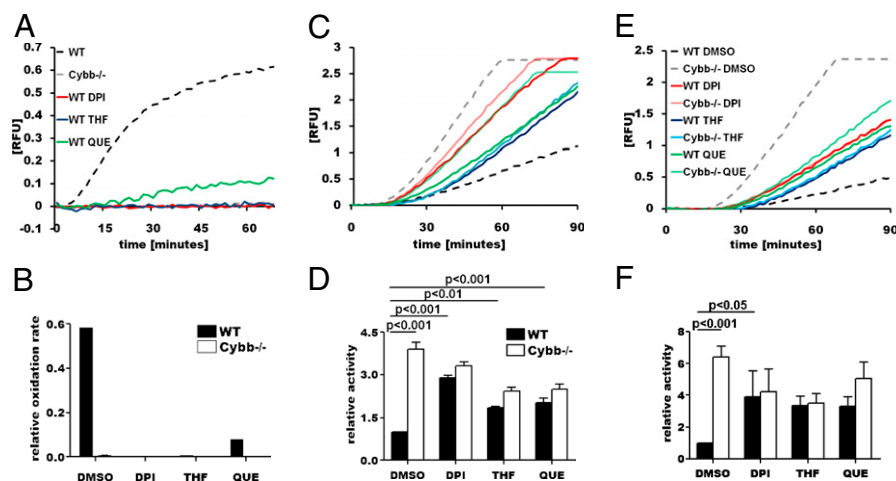 A
0.7
0.6
0.5
0.4
0.3
0.2
0.1
0
-0.1
[RFU]
WT
Cybb-/-
WT DPI
WT THF
WT QUE
-0 15 30 45 60
time [minutes]
C
3
2.5
2
1.5
1
0.5
0
[RFU]
0 30 60 90
time [minutes]
E
2.5
2
1.5
1
0.5
0
[RFU]
0 30 60 90
time [minutes]
WT DMSO
Cybb-/- DMSO
WT DPI
Cybb-/- DPI
WT THF
Cybb-/- THF
WT QUE
Cybb-/- QUE
B
relative oxidation rate
0.6
0.4
0.2
0.0
WT
Cybb-/-
DMSO DPI THF QUE
D
p<0.001
p<0.01
p<0.001
p<0.001
relative activity
4.5
3.0
1.5
0.0
WT
Cybb-/-
DMSO DPI THF QUE
F
p<0.05
p<0.001
relative activity
8
6
4
2
0
DMSO DPI THF QUE